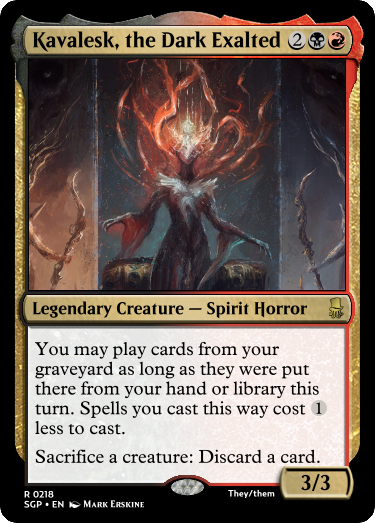 Kavalesk, the Dark Exalted 2
Legendary Creature — Spirit Horror
You may play cards from your
graveyard as long as they were put
there from your hand or library this
turn. Spells you cast this way cost 1
less to cast.
Sacrifice a creature: Discard a card.
3/3
R 0218
They/them
SGP • EN Mark Erskine